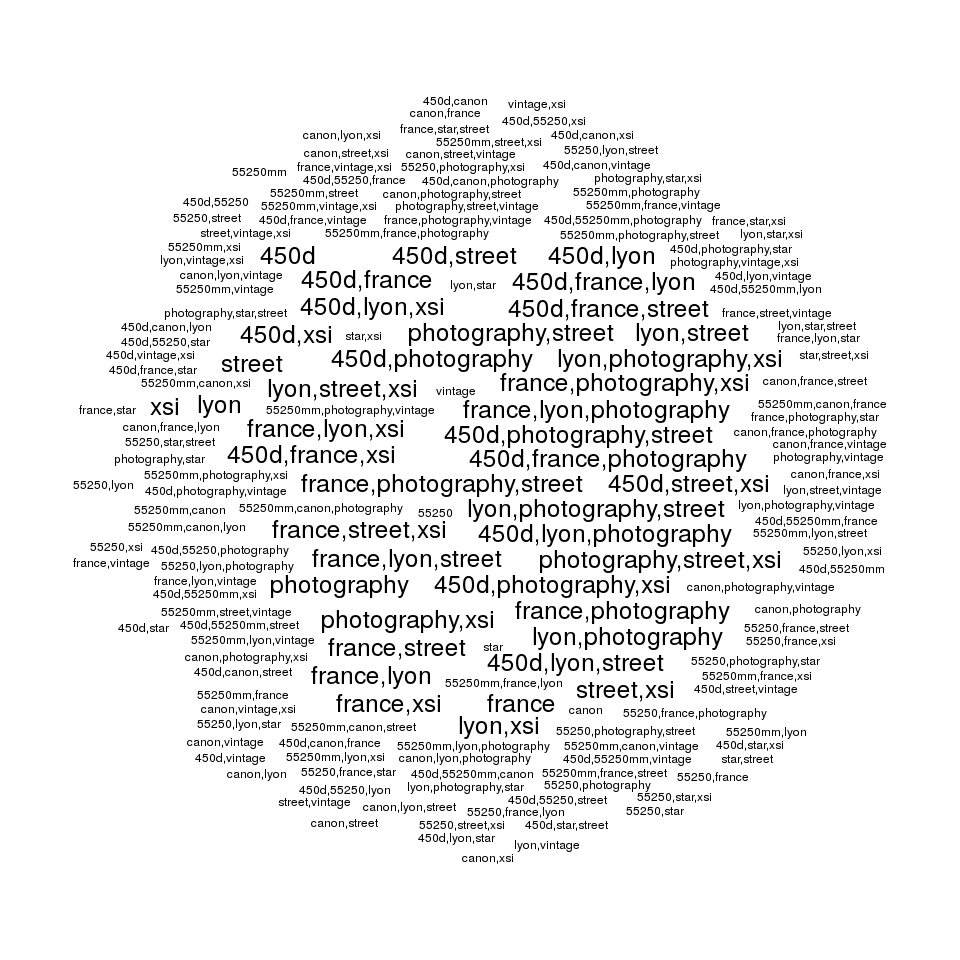 450d,canon vintage,xsi
canon,france
450d,55250,xsi
france,star,street
canon,lyon,xsi 450d,canon,xsi
55250mm,street,xsi
canon,street,xsi canon,street,vintage 55250,lyon,street
france,vintage,xsi 55250,photography,xsi 450d,canon,vintage
55250mm
450d,55250,france 450d,canon,photography photography,star,xsi
55250mm,street canon,photography,street 55250mm,photography
450d,55250 55250mm,vintage,xsi photography,street,vintage 55250mm,france,vintage
55250,street 450d,france,vintage france,photography,vintage 450d,55250mm,photography france,star,xsi
street,vintage,xsi 55250mm,france,photography 55250mm,photography,street lyon,star,xsi
55250mm,xsi 450d,photography,star
450d 450d,street 450d,lyon
lyon,vintage,xsi photography,vintage,xsi
canon,lyon,vintage 450d,france lyon,star 450d,france,lyon 450d,lyon,vintage
55250mm,vintage 450d,55250mm,lyon
450d,lyon,xsi 450d,france,street
photography,star,street france,street,vintage
450d,canon,lyon lyon,star,street
450d,xsi star,xsi photography,street lyon,street
450d,55250,star france,lyon,star
450d,vintage,xsi 450d,photography lyon,photography,xsi star,street,xsi
450d,france,star street
55250mm,canon,xsi lyon,street,xsi vintage france,photography,xsi canon,france,street
france,star xsi lyon 55250mm,photography,vintage france,lyon,photography 55250mm,canon,france
france,photography,star
canon,france,lyon france,lyon,xsi 450d,photography,street canon,france,photography
55250,star,street canon,france,vintage
photography,star 450d,france,xsi 450d,france,photography photography,vintage
55250mm,photography,xsi canon,france,xsi
55250,lyon 450d,photography,vintage france,photography,street 450d,street,xsi lyon,street,vintage
55250mm,canon 55250mm,canon,photography 55250 lyon,photography,street lyon,photography,vintage
55250mm,canon,lyon france,street,xsi 450d,lyon,photography 450d,55250mm,france
55250mm,lyon,street
55250,xsi 450d,55250,photography 55250,lyon,xsi
france,vintage 55250,lyon,photography france,lyon,street photography,street,xsi 450d,55250mm
france,lyon,vintage photography 450d,photography,xsi canon,photography,vintage
450d,55250mm,xsi
55250mm,street,vintage france,photography canon,photography
450d,star 450d,55250mm,street photography,xsi 55250,france,street
55250mm,lyon,vintage france,street star lyon,photography 55250,france,xsi
canon,photography,xsi 450d,lyon,street 55250,photography,star
450d,canon,street france,lyon 55250mm,france,lyon 55250mm,france,xsi
55250mm,france street,xsi 450d,street,vintage
canon,vintage,xsi france,xsi france canon 55250,france,photography
55250,lyon,star 55250mm,canon,street lyon,xsi 55250,photography,street 55250mm,lyon
canon,vintage 450d,canon,france 55250mm,lyon,photography 55250mm,canon,vintage 450d,star,xsi
450d,vintage 55250mm,lyon,xsi canon,lyon,photography 450d,55250mm,vintage star,street
canon,lyon 55250,france,star 450d,55250mm,canon 55250mm,france,street 55250,france
450d,55250,lyon lyon,photography,star 55250,photography
street,vintage canon,lyon,street 450d,55250,street 55250,star,xsi
55250,france,lyon 55250,star
canon,street 55250,street,xsi 450d,star,street
450d,lyon,star lyon,vintage
canon,xsi